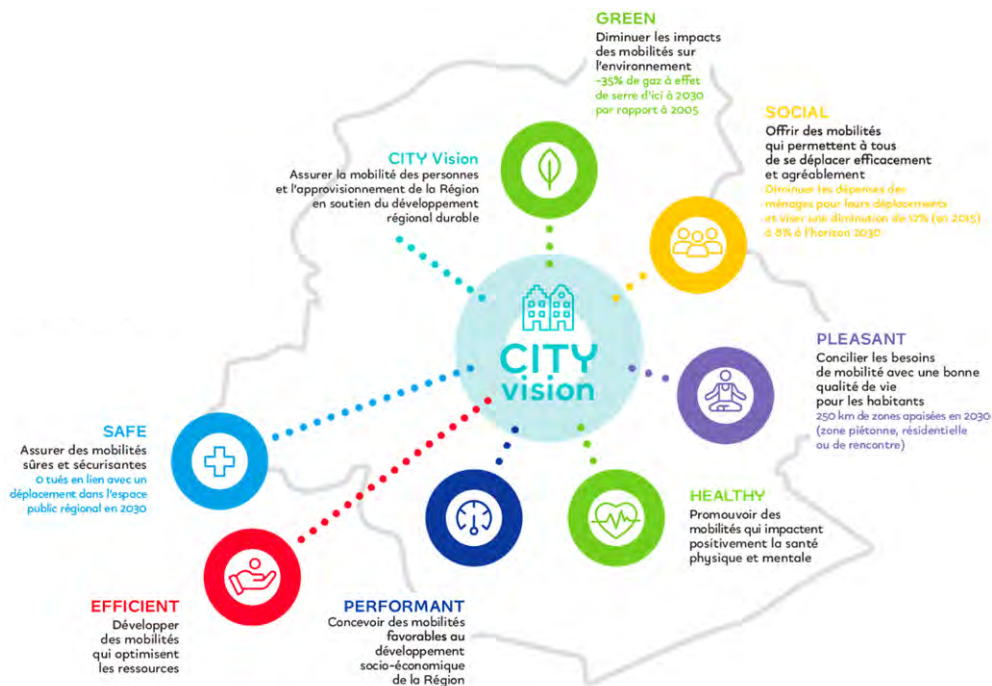 GREEN
Diminuer les impacts
des mobilités sur
l'environnement
-35% de gaz à effet
de serre d'ici à 2030
par rapport à 2005
SOCIAL
Offrir des mobilités
qui permettent à tous
de se déplacer efficacement
et agréablement
Diminuer les dépenses des
ménages pour leurs déplacements
et viser une diminution de 12% (en 2015)
à 8% à l'horizon 2030
CITY Vision
Assurer la mobilité des personnes
et l'approvisionnement de la Région
en soutien du développement
régional durable
CITY
vision
PLEASANT
Concilier les besoins
de mobilité avec une bonne
qualité de vie
pour les habitants
250 km de zones apaisées en 2030
(zone piétonne, résidentielle
ou de rencontre)
SAFE
Assurer des mobilités
sûres et sécurisantes
0 tués en lien avec un
déplacement dans l'espace
public régional en 2030
HEALTHY
Promouvoir des
mobilités qui impactent
positivement la santé
physique et mentale
EFFICIENT
Développer
des mobilités
qui optimisent
les ressources
PERFORMANT
Concevoir des mobilités
favorables au
développement
socio-économique
de la Région